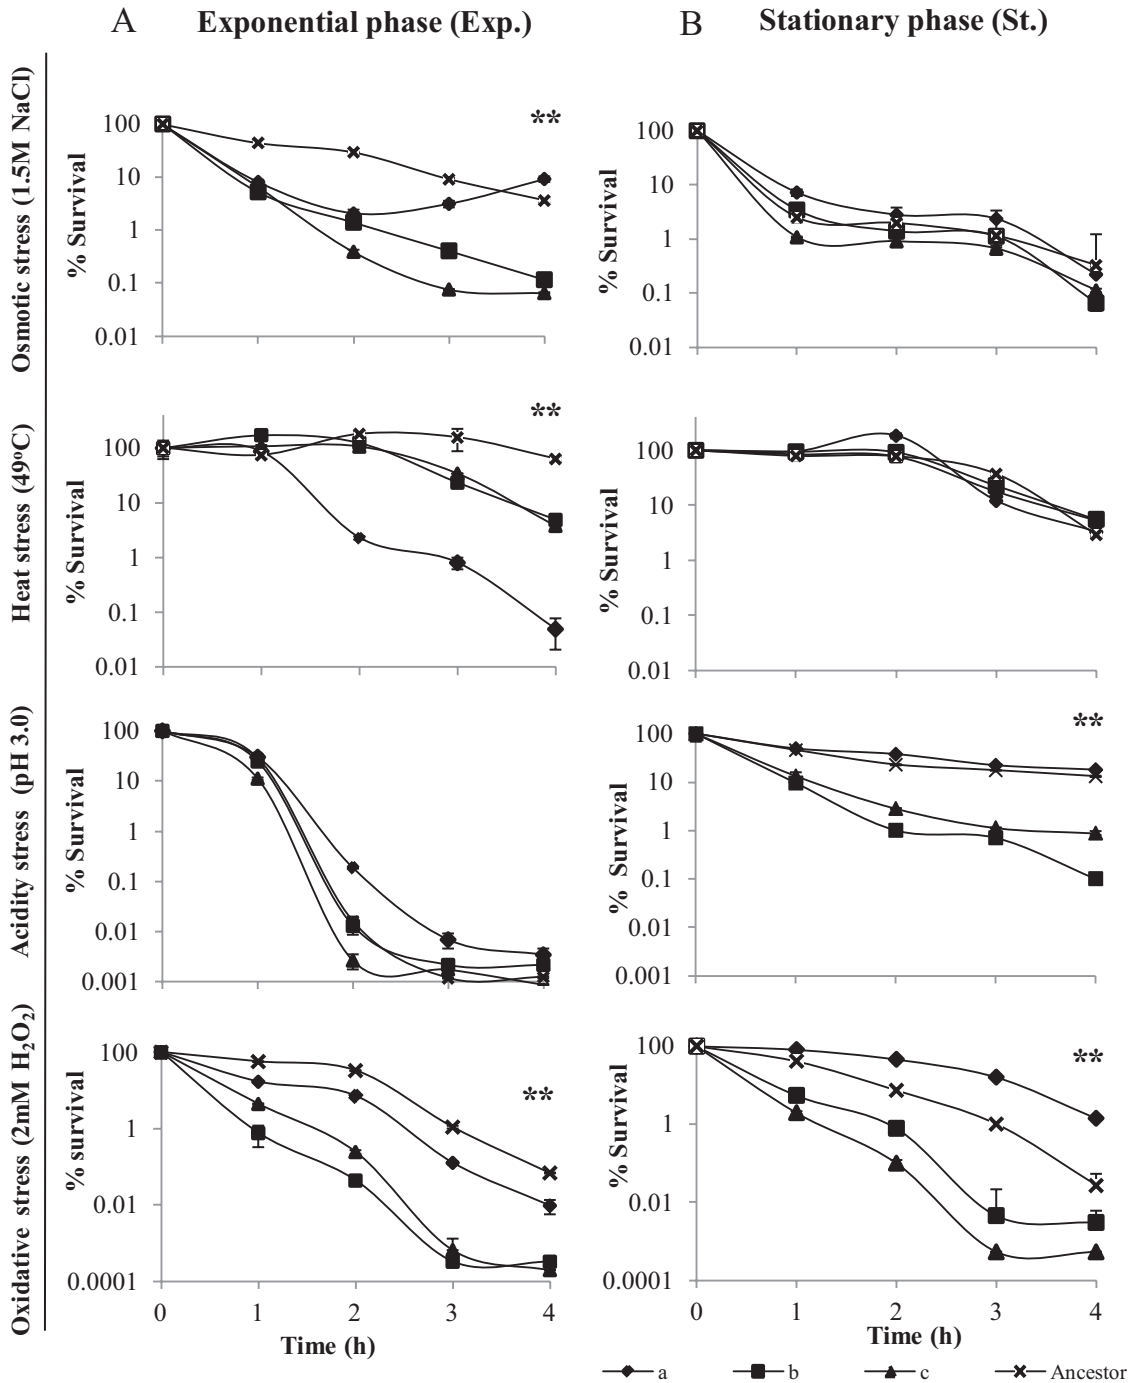 A Exponential phase (Exp.)
B Stationary phase (St.)
Osmotic stress (1.5M NaCl)
% Survival
100
10
1
0.1
0.01
**
% Survival
100
10
1
0.1
0.01
Heat stress (49°C)
% Survival
100
10
1
0.1
0.01
**
% Survival
100
10
1
0.1
0.01
Acidity stress (pH 3.0)
% Survival
100
10
1
0.1
0.01
0.001
% Survival
100
10
1
0.1
0.01
0.001
**
Oxidative stress (2mM H₂O₂)
% survival
100
1
0.01
0.0001
**
0 1 2 3 4
Time (h)
% Survival
100
1
0.01
0.0001
**
0 1 2 3 4
Time (h)
a b c Ancestor